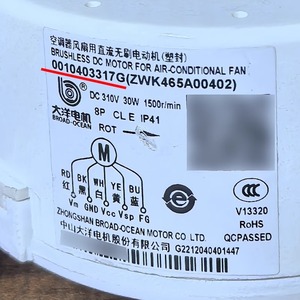 空调器风扇用直流无刷电动机(塑封)
BRUSHLESS DC MOTOR FOR AIR-CONDITIONAL FAN
0010403317G(ZWK465A00402)
DC 310V 30W 1500r/min
8P CL E IP41
大洋电机
BROAD-OCEAN
ROT
M
RD BK WH YE BU
红 黑 白 黄 蓝
Vm GND Vcc Vsp FG
CCC
V13320
RoHS
QCPASSED
ZHONGSHAN BROAD-OCEAN MOTOR CO., LTD.
中山大洋电机股份有限公司
G2212040401447